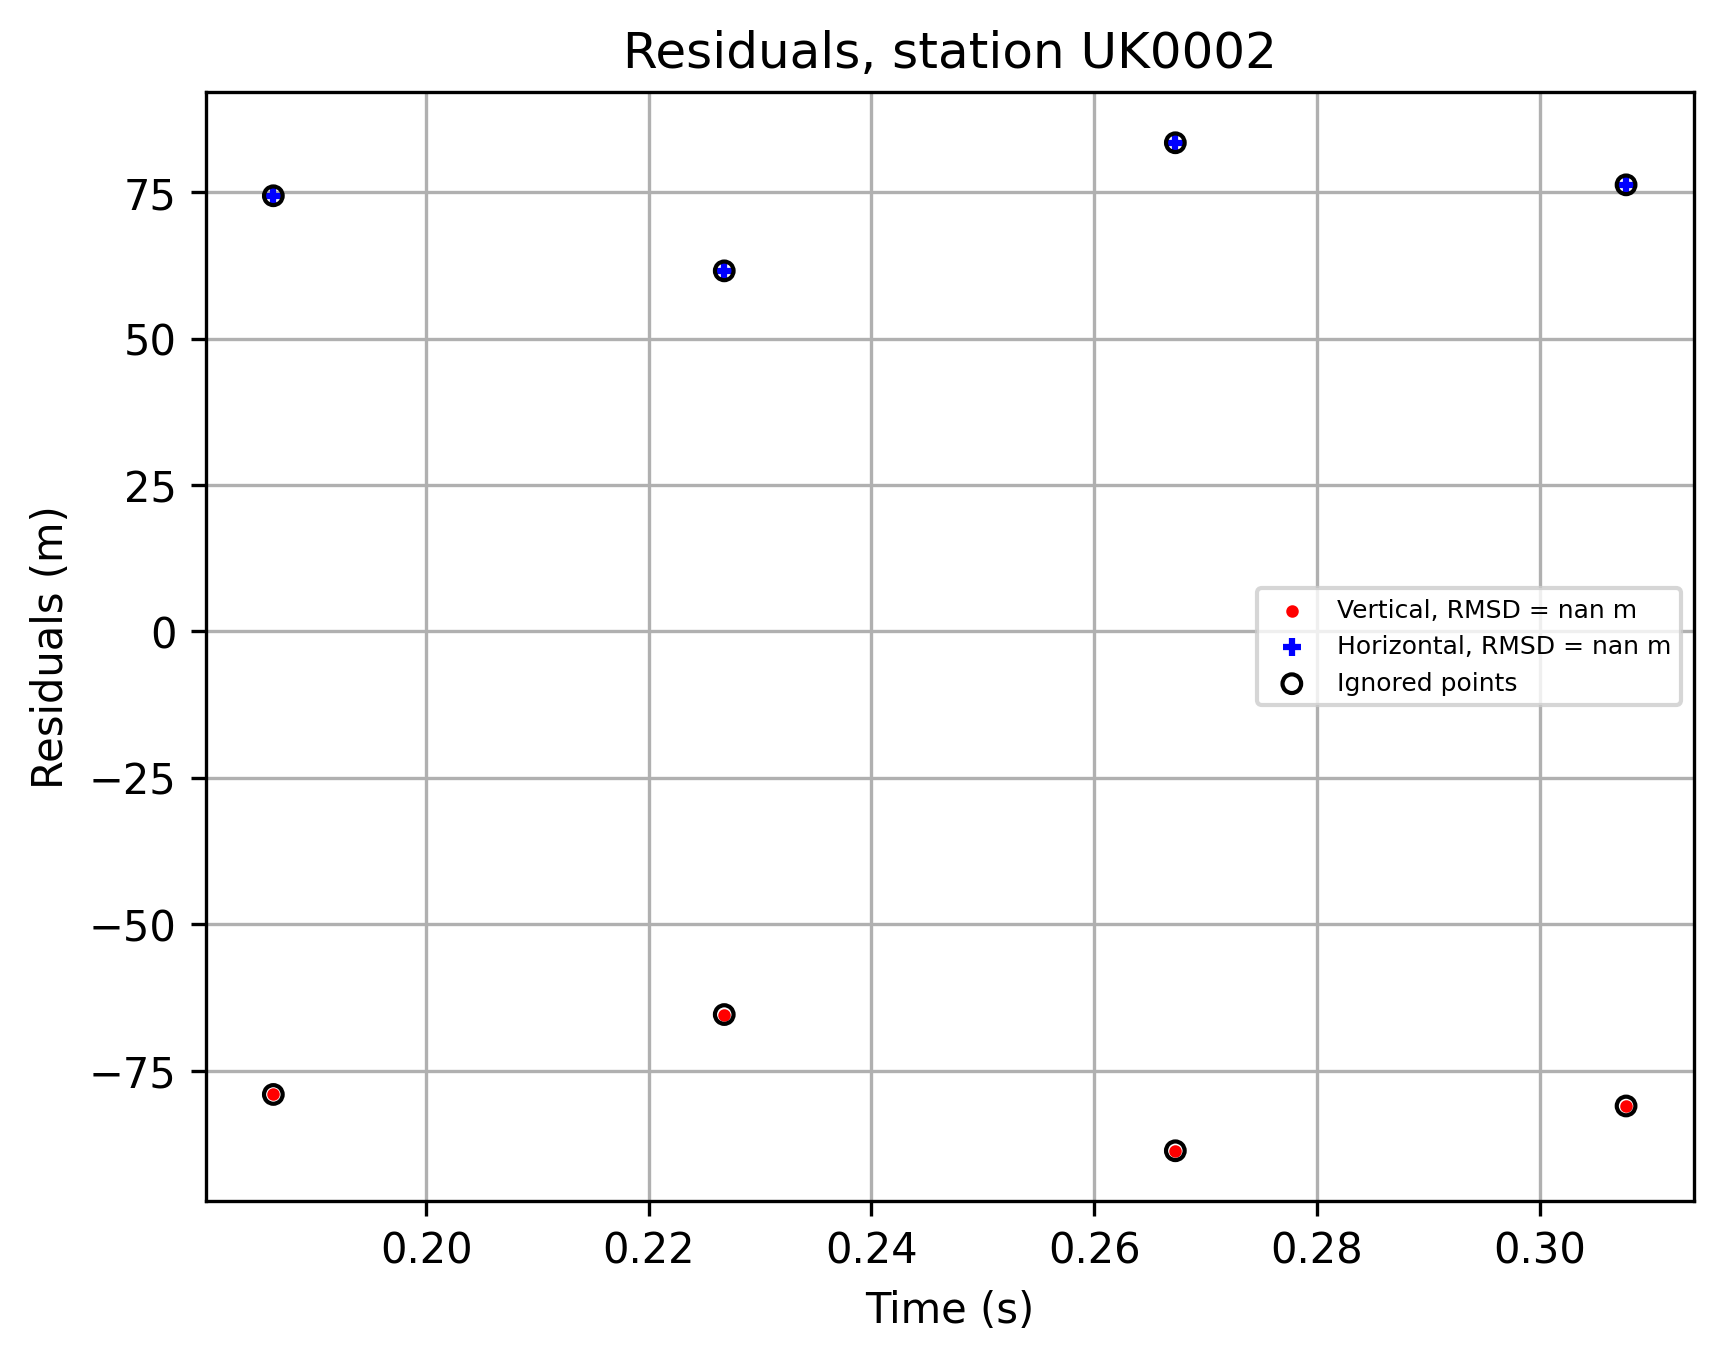 Residuals, station UK0002
Residuals (m)
75
50
25
0
−25
−50
−75
Vertical, RMSD = nan m
Horizontal, RMSD = nan m
Ignored points
0.20 0.22 0.24 0.26 0.28 0.30
Time (s)